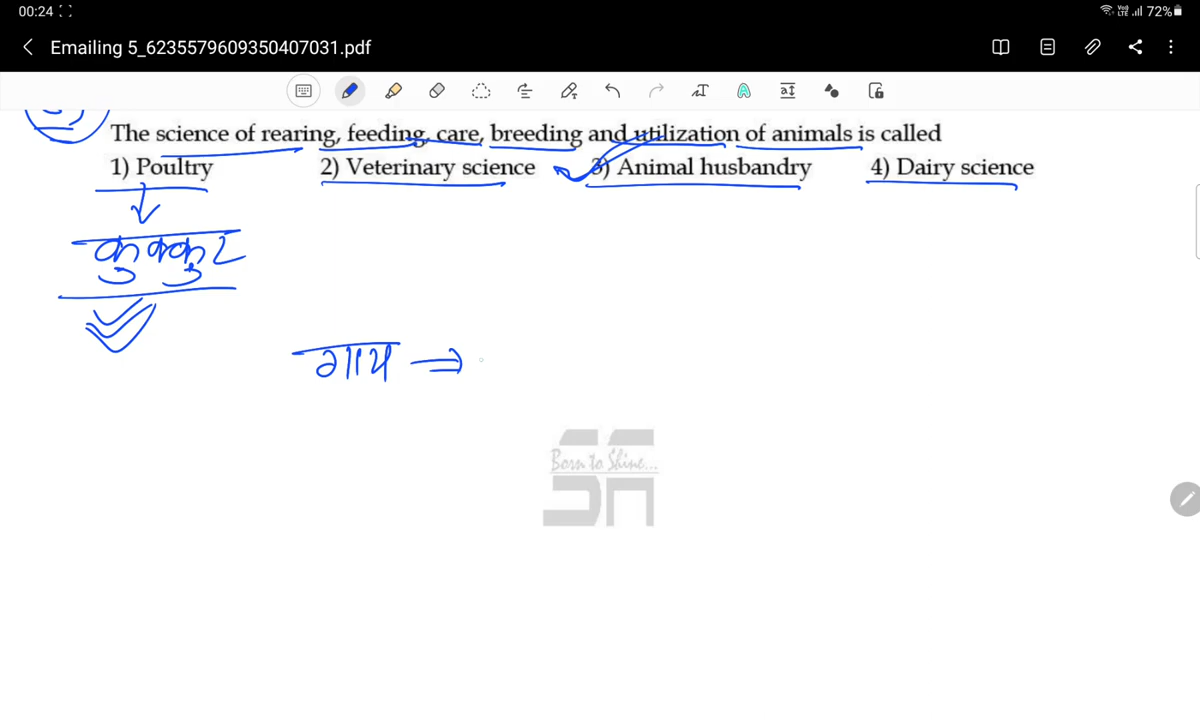 00:24
72%
Emailing 5_6235579609350407031.pdf
The science of rearing, feeding, care, breeding and utilization of animals is called
1) Poultry 2) Veterinary science 3) Animal husbandry 4) Dairy science
गाय →
Born to Shine...